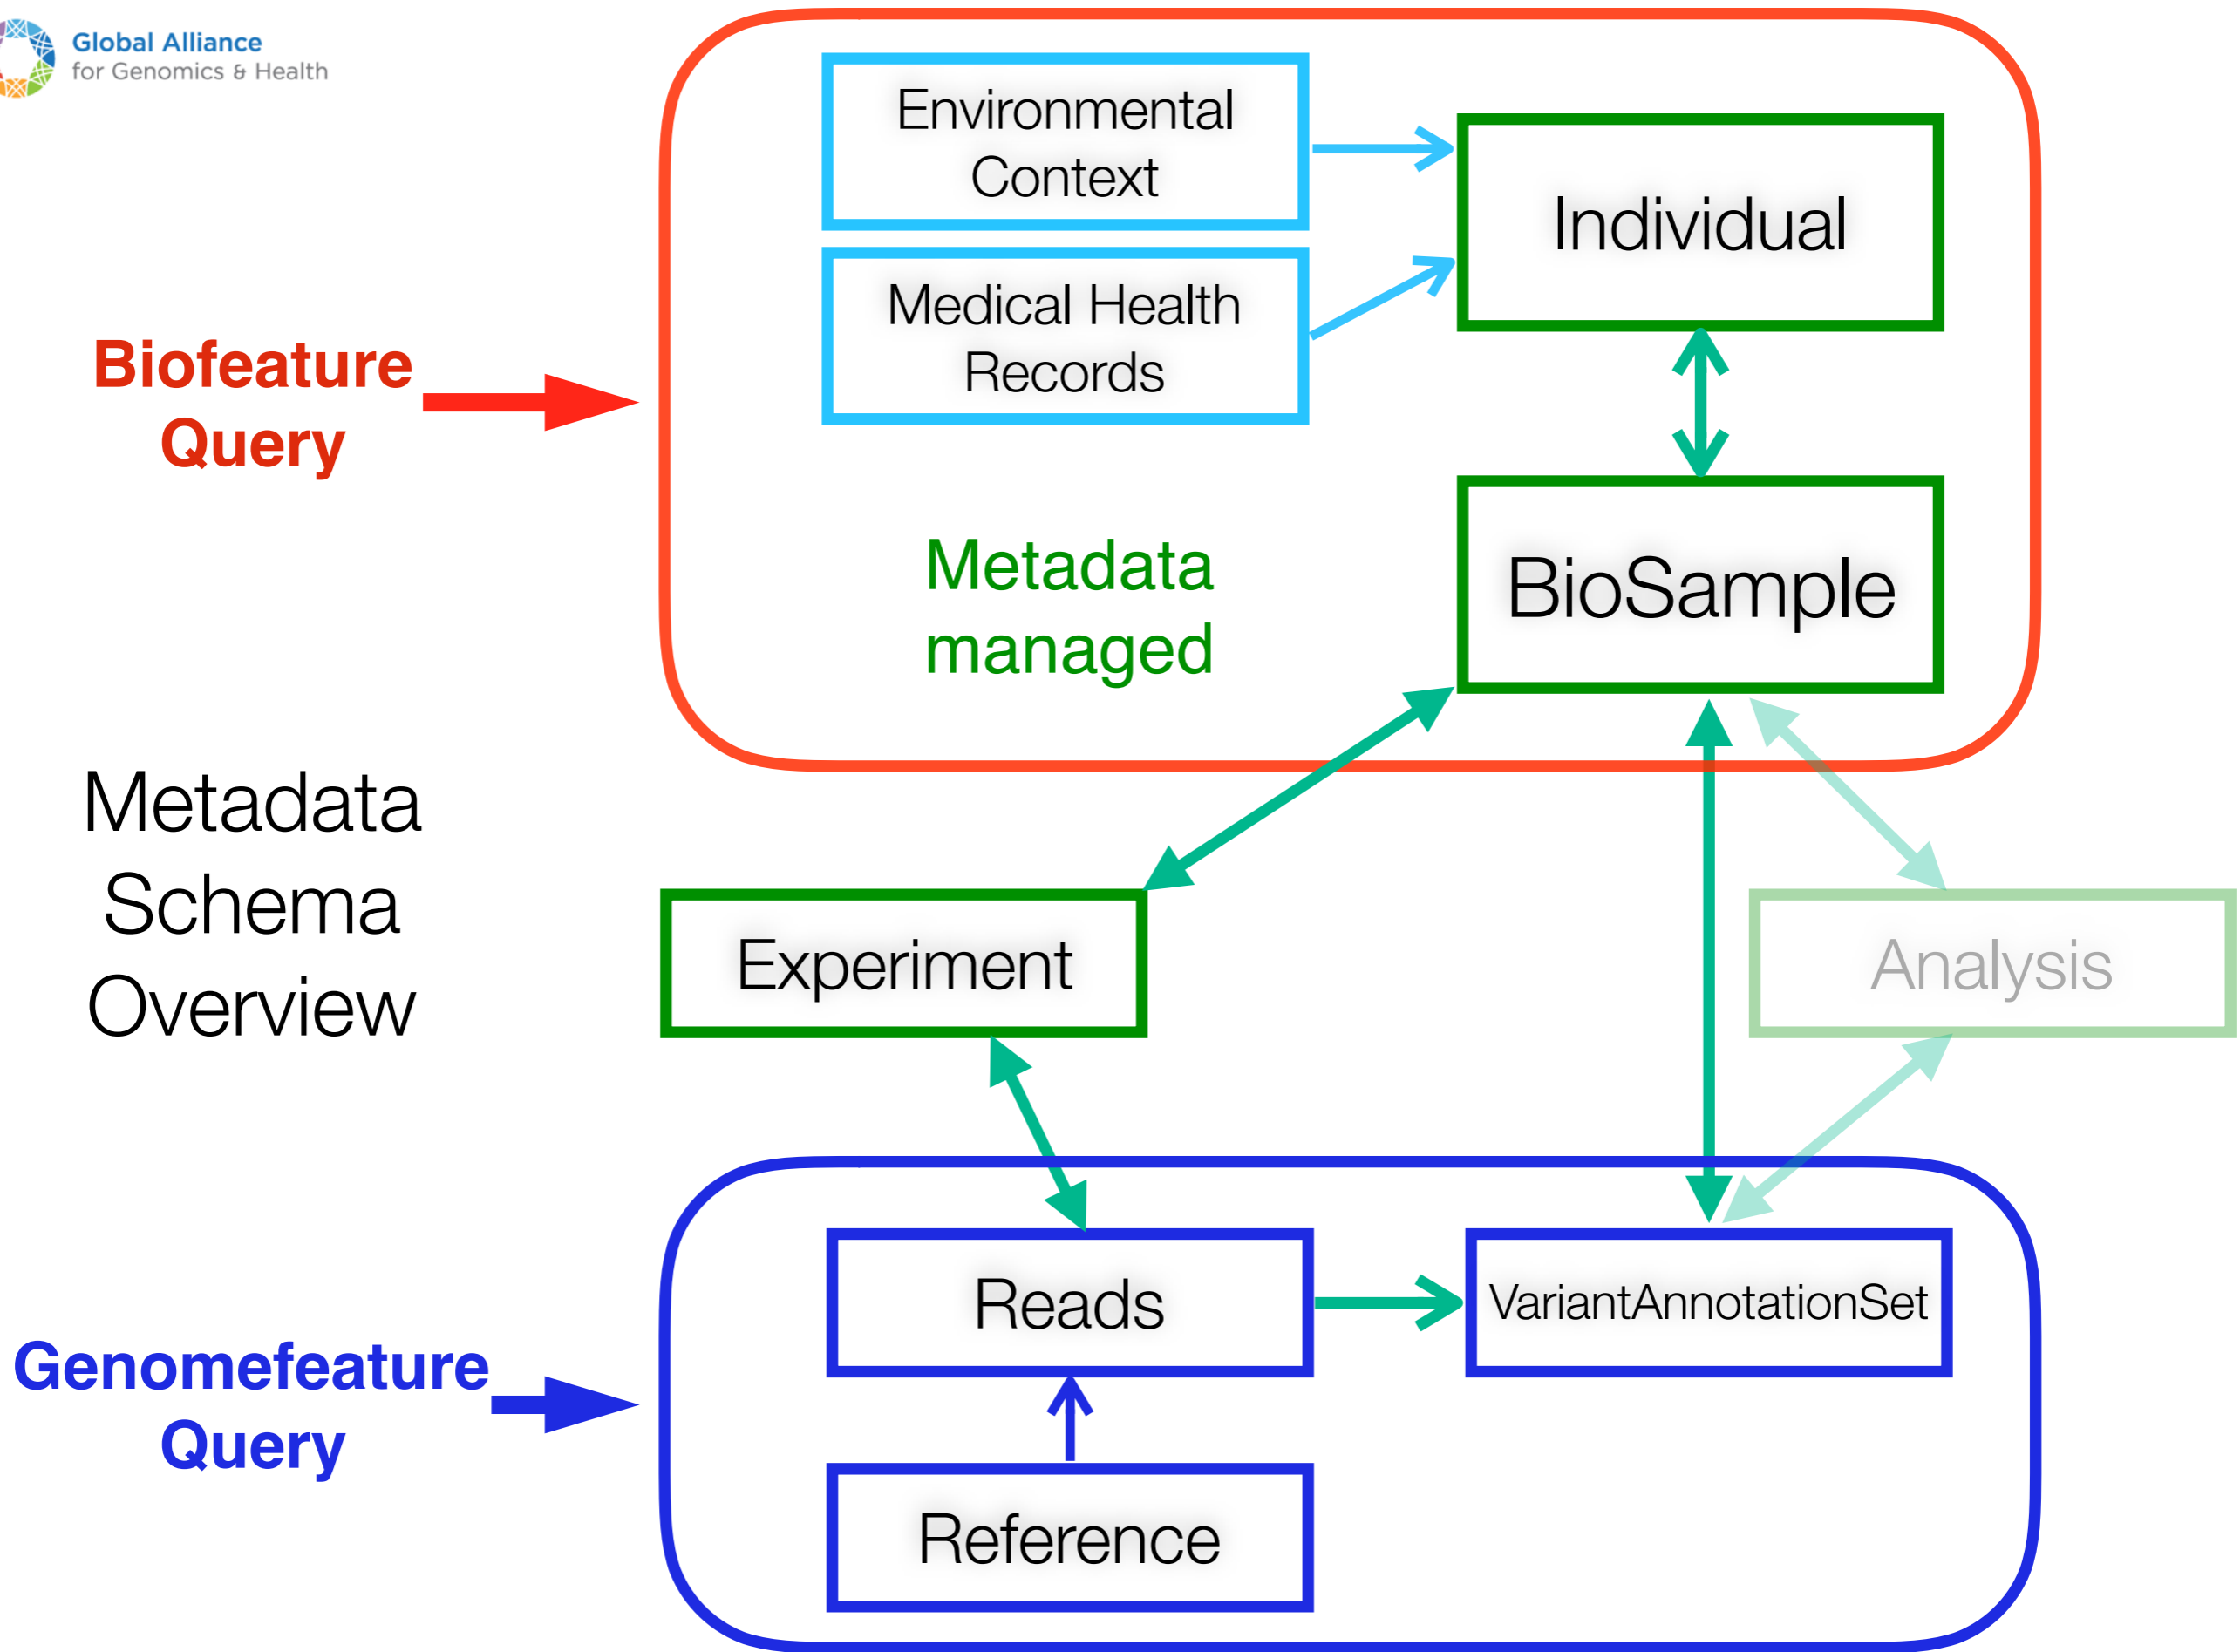 Global Alliance
for Genomics & Health
Environmental
Context
Individual
Medical Health
Records
Biofeature
Query
Metadata
managed
BioSample
Metadata
Schema
Overview
Experiment
Analysis
Reads
VariantAnnotationSet
Genomefeature
Query
Reference